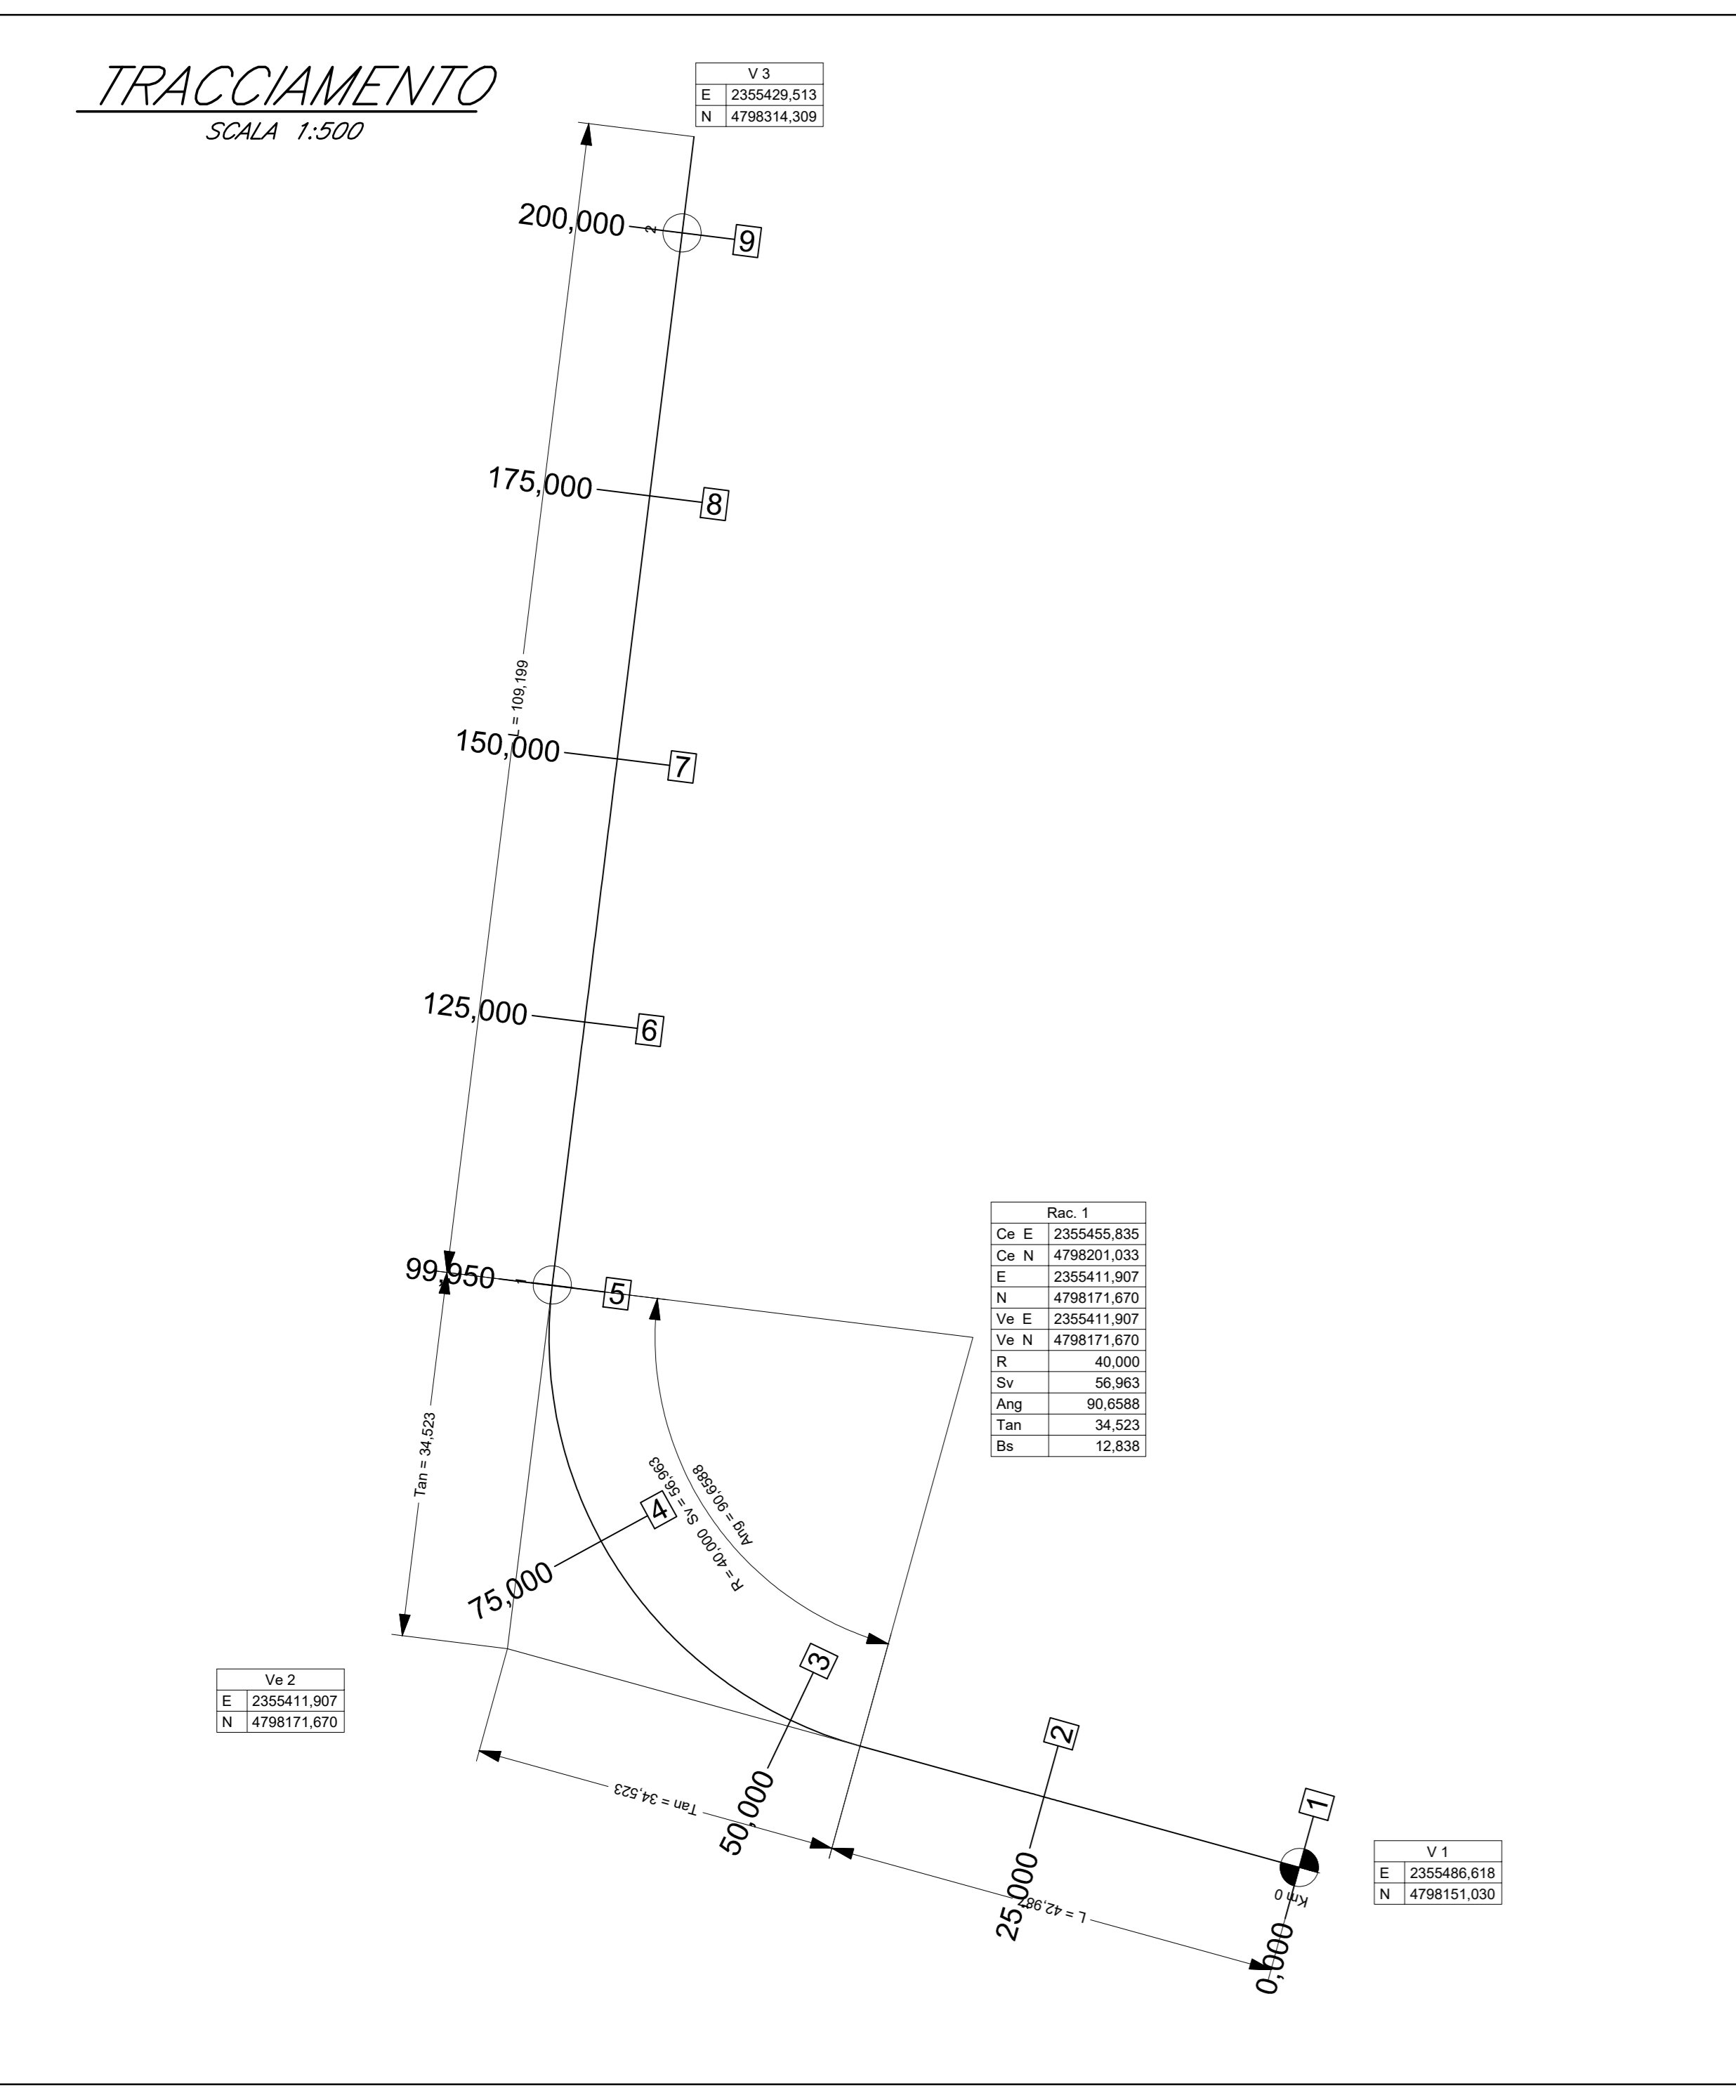 TRACCIAMENTO
SCALA 1:500
V 3
E 2355429,513
N 4798314,309
200,000
2
9
175,000
8
L = 109,199
150,000
7
125,000
6
99,950
1
5
Rac. 1
Ce E 2355455,835
Ce N 4798201,033
E 2355411,907
N 4798171,670
Ve E 2355411,907
Ve N 4798171,670
R 40,000
Sv 56,963
Ang 90,6588
Tan 34,523
Bs 12,838
Tan = 34,523
Ang = 90,6588
R = 40,000 Sv = 56,963
4
75,000
3
Ve 2
E 2355411,907
N 4798171,670
2
Tan = 34,523
50,000
1
V 1
E 2355486,618
N 4798151,030
Km 0
25,000
L = 42,987
0,000